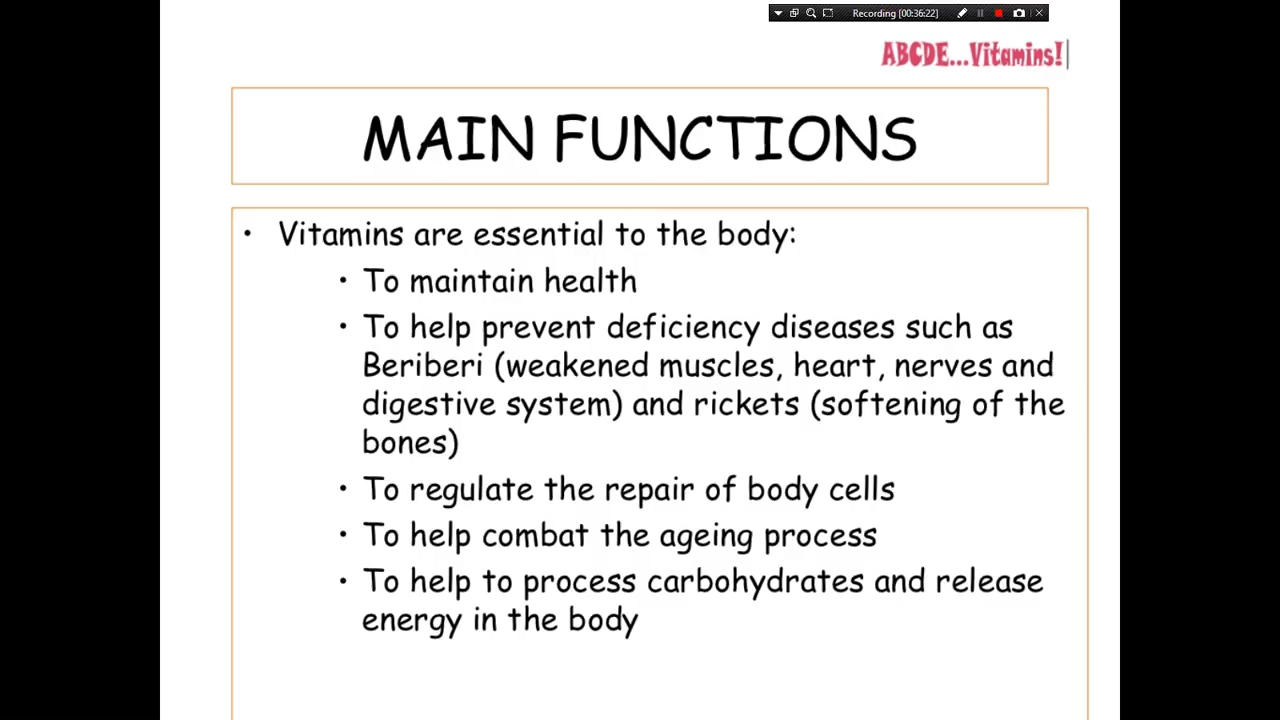 Recording [00:36:22]
ABCDE...Vitamins!
MAIN FUNCTIONS
• Vitamins are essential to the body:
• To maintain health
• To help prevent deficiency diseases such as
Beriberi (weakened muscles, heart, nerves and
digestive system) and rickets (softening of the
bones)
• To regulate the repair of body cells
• To help combat the ageing process
• To help to process carbohydrates and release
energy in the body